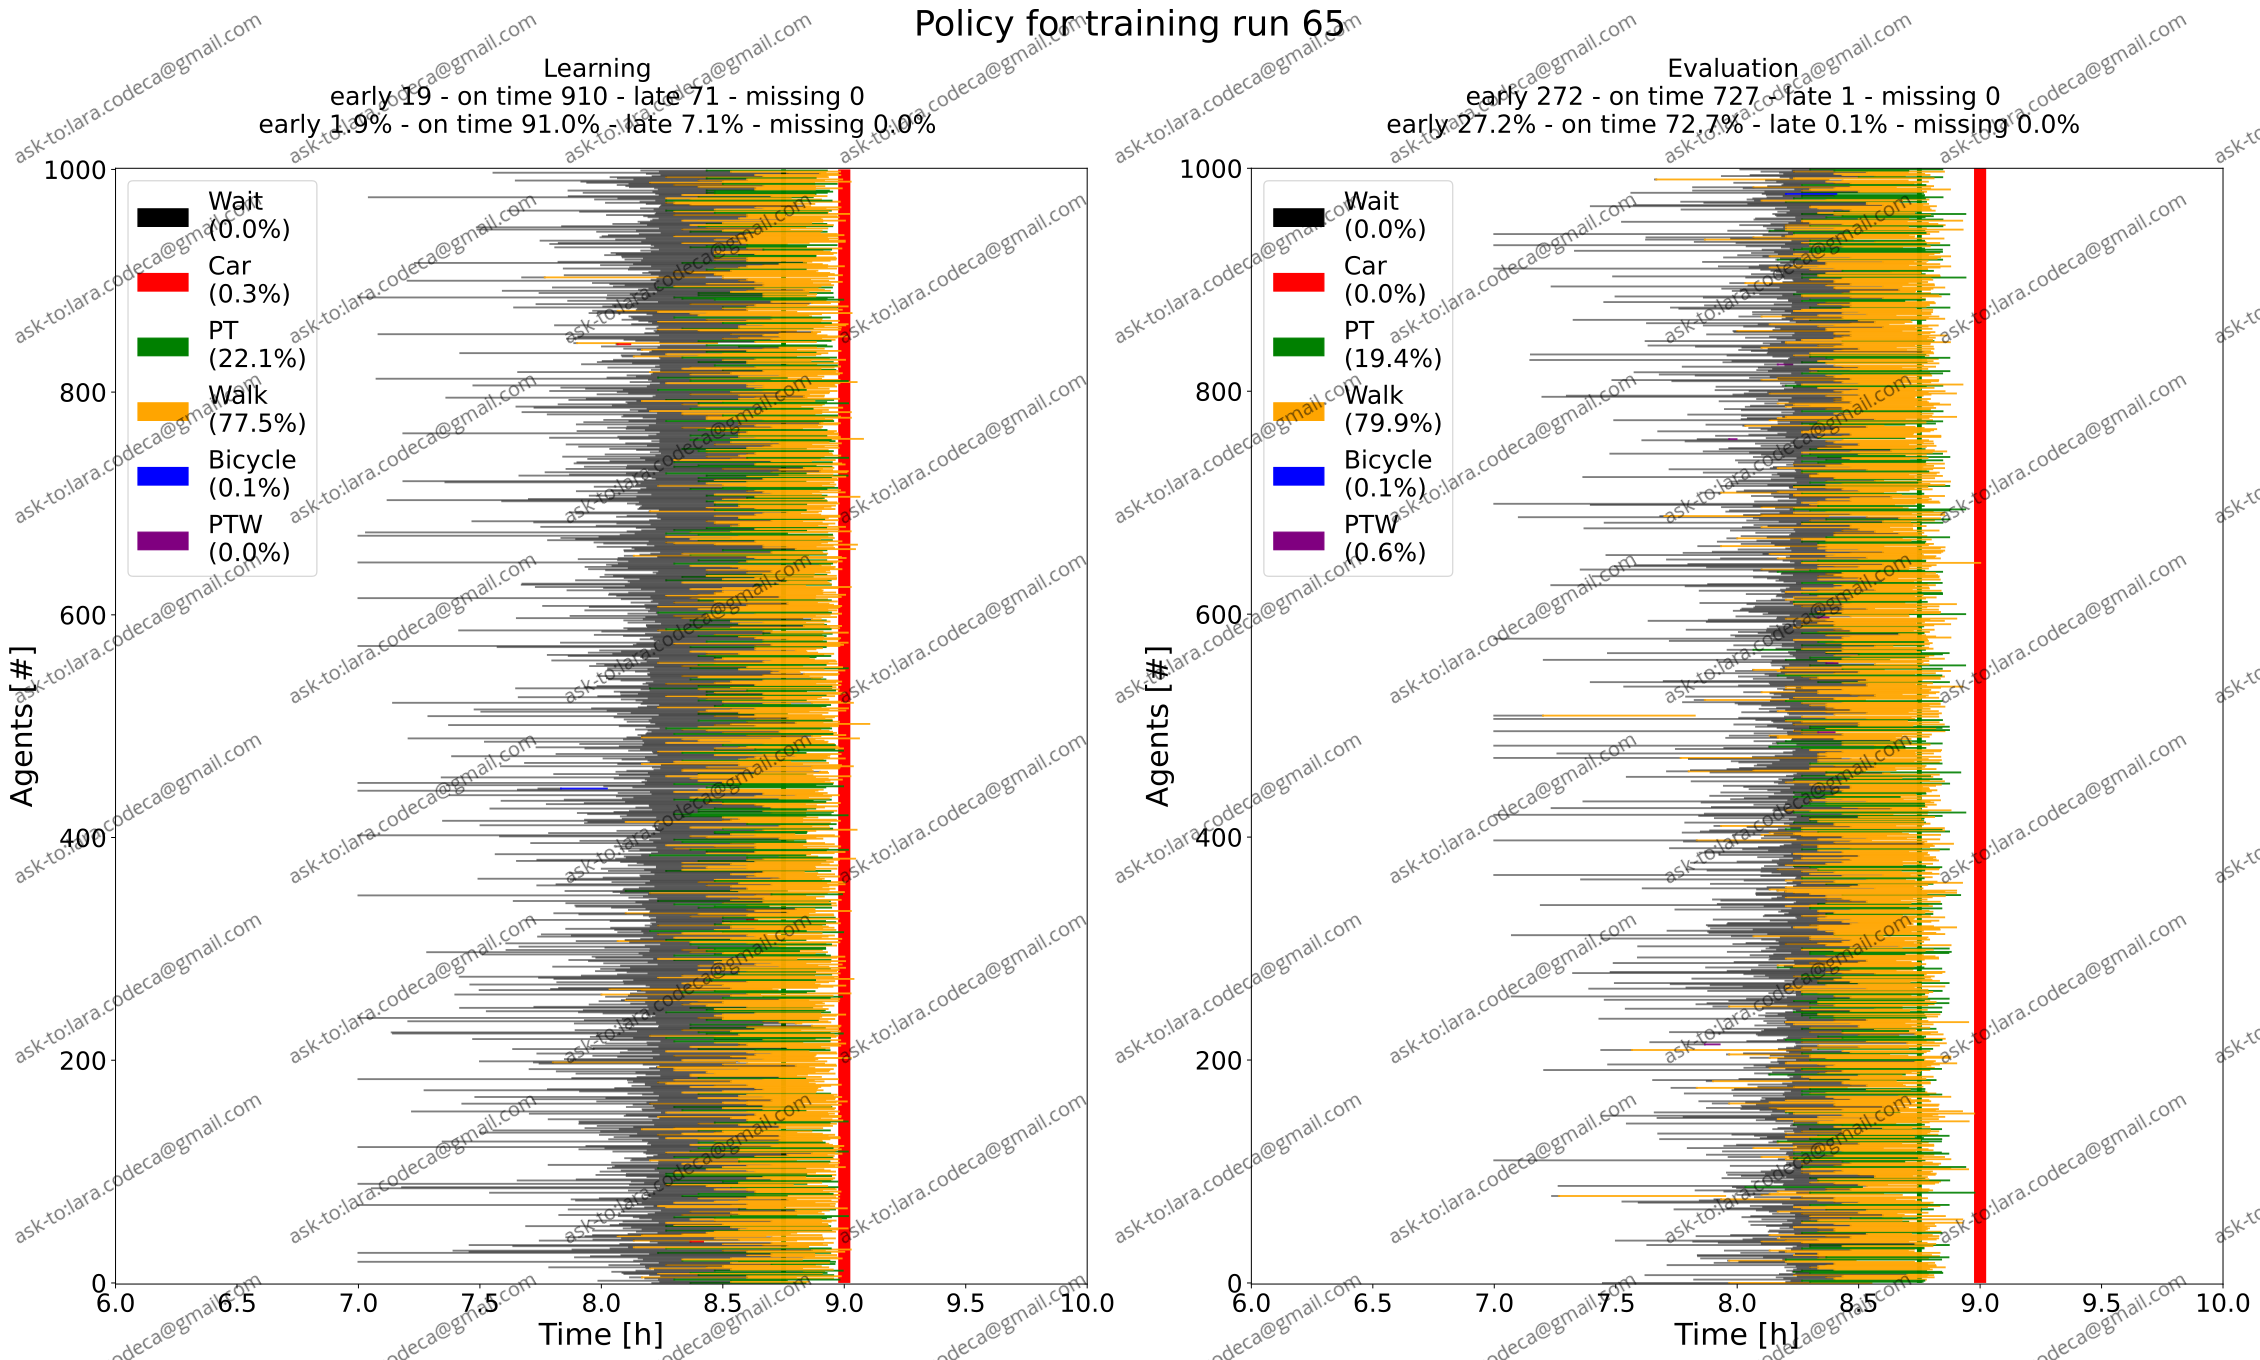 Policy for training run 65
Learning
early 19 - on time 910 - late 71 - missing 0
early 1.9% - on time 91.0% - late 7.1% - missing 0.0%
1000
800
600
400
200
0
Agents [#]
Wait
(0.0%)
Car
(0.3%)
PT
(22.1%)
Walk
(77.5%)
Bicycle
(0.1%)
PTW
(0.0%)
6.0 6.5 7.0 7.5 8.0 8.5 9.0 9.5 10.0
Time [h]
Evaluation
early 272 - on time 727 - late 1 - missing 0
early 27.2% - on time 72.7% - late 0.1% - missing 0.0%
1000
800
600
400
200
0
Agents [#]
Wait
(0.0%)
Car
(0.0%)
PT
(19.4%)
Walk
(79.9%)
Bicycle
(0.1%)
PTW
(0.6%)
6.0 6.5 7.0 7.5 8.0 8.5 9.0 9.5 10.0
Time [h]
ask-to:lara.codeca@gmail.com